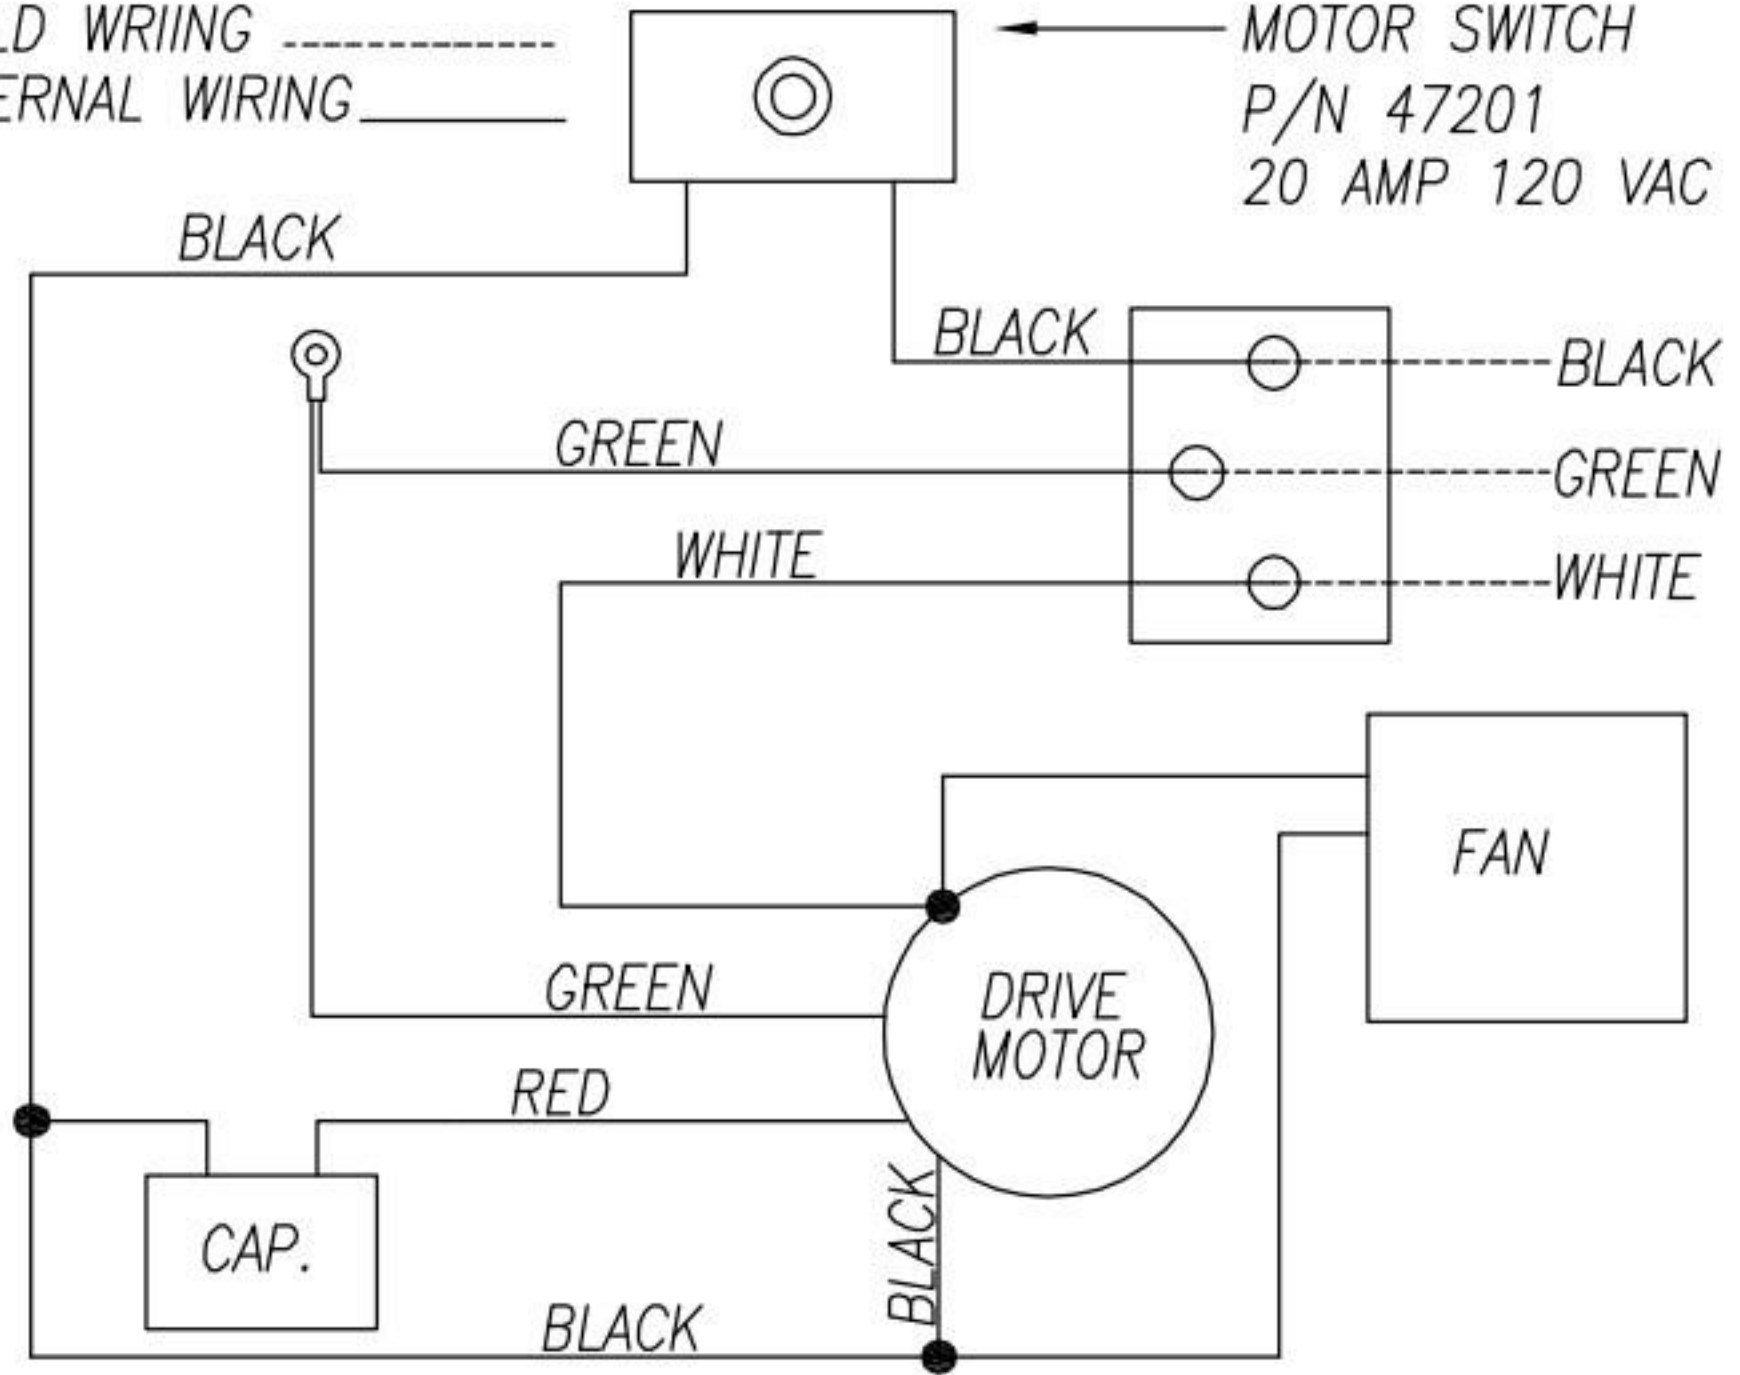 LD WRIING
ERNAL WIRING
MOTOR SWITCH
P/N 47201
20 AMP 120 VAC
BLACK
BLACK
BLACK
GREEN
GREEN
WHITE
WHITE
FAN
DRIVE
MOTOR
GREEN
RED
BLACK
CAP.
BLACK